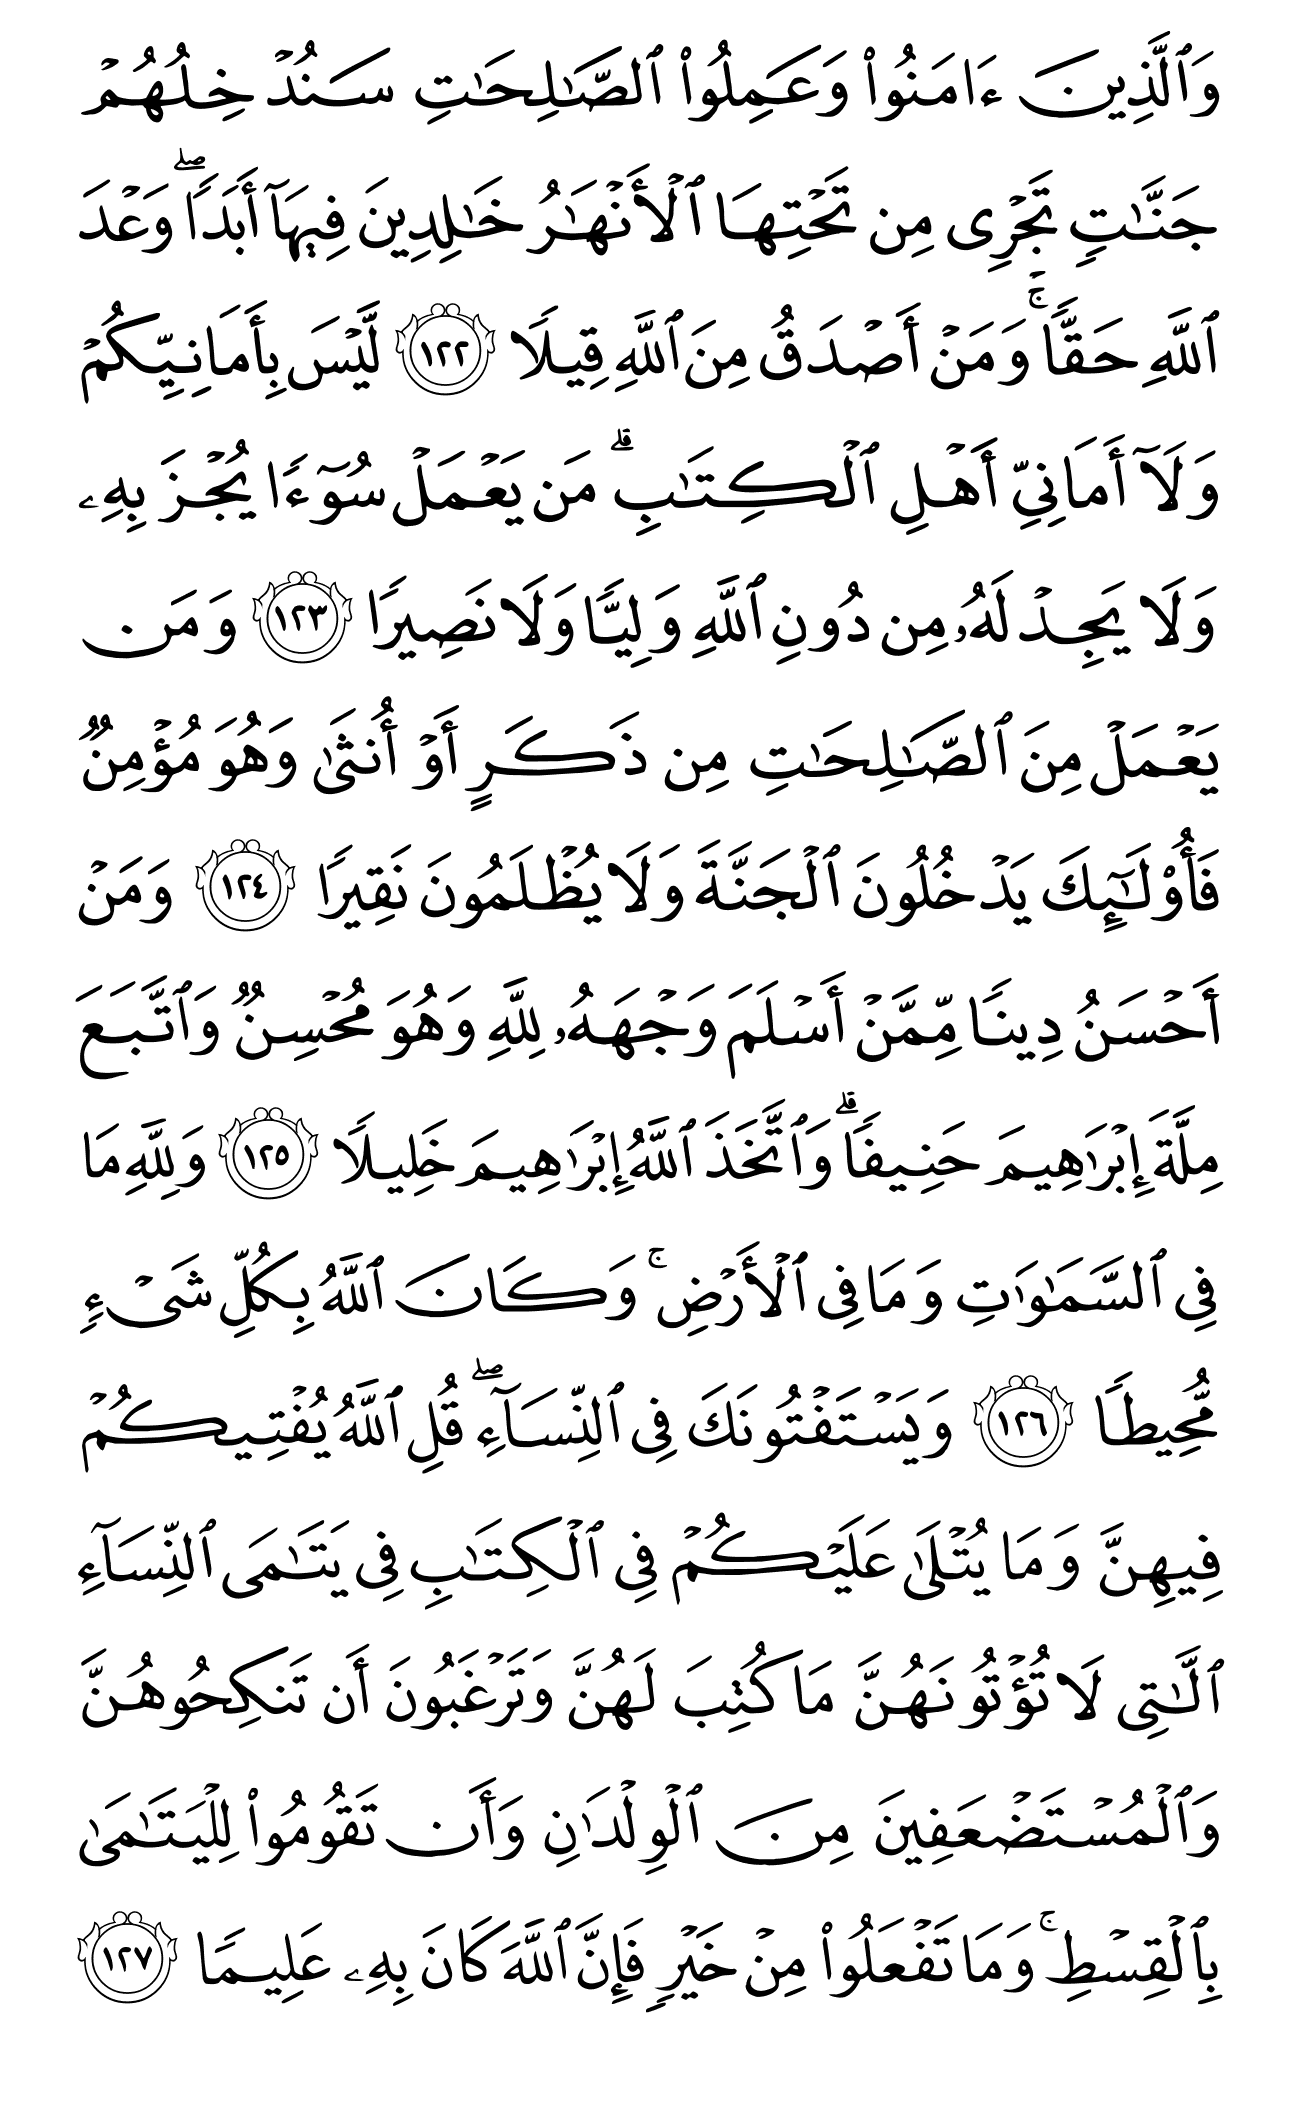 وَٱلَّذِينَ ءَامَنُوا۟ وَعَمِلُوا۟ ٱلصَّـٰلِحَـٰتِ سَنُدْخِلُهُمْ
جَنَّـٰتٍ تَجْرِى مِن تَحْتِهَا ٱلْأَنْهَـٰرُ خَـٰلِدِينَ فِيهَآ أَبَدًا ۖ وَعْدَ
ٱللَّهِ حَقًّا ۚ وَمَنْ أَصْدَقُ مِنَ ٱللَّهِ قِيلًا ١٢٢ لَّيْسَ بِأَمَانِيِّكُمْ
وَلَآ أَمَانِىِّ أَهْلِ ٱلْكِتَـٰبِ ۗ مَن يَعْمَلْ سُوٓءًا يُجْزَ بِهِۦ
وَلَا يَجِدْ لَهُۥ مِن دُونِ ٱللَّهِ وَلِيًّا وَلَا نَصِيرًا ١٢٣ وَمَن
يَعْمَلْ مِنَ ٱلصَّـٰلِحَـٰتِ مِن ذَكَرٍ أَوْ أُنثَىٰ وَهُوَ مُؤْمِنٌ
فَأُو۟لَـٰٓئِكَ يَدْخُلُونَ ٱلْجَنَّةَ وَلَا يُظْلَمُونَ نَقِيرًا ١٢٤ وَمَنْ
أَحْسَنُ دِينًا مِّمَّنْ أَسْلَمَ وَجْهَهُۥ لِلَّهِ وَهُوَ مُحْسِنٌ وَٱتَّبَعَ
مِلَّةَ إِبْرَٰهِيمَ حَنِيفًا ۗ وَٱتَّخَذَ ٱللَّهُ إِبْرَٰهِيمَ خَلِيلًا ١٢٥ وَلِلَّهِ مَا
فِى ٱلسَّمَـٰوَٰتِ وَمَا فِى ٱلْأَرْضِ ۚ وَكَانَ ٱللَّهُ بِكُلِّ شَىْءٍ
مُّحِيطًا ١٢٦ وَيَسْتَفْتُونَكَ فِى ٱلنِّسَآءِ ۖ قُلِ ٱللَّهُ يُفْتِيكُمْ
فِيهِنَّ وَمَا يُتْلَىٰ عَلَيْكُمْ فِى ٱلْكِتَـٰبِ فِى يَتَـٰمَى ٱلنِّسَآءِ
ٱلَّـٰتِى لَا تُؤْتُونَهُنَّ مَا كُتِبَ لَهُنَّ وَتَرْغَبُونَ أَن تَنكِحُوهُنَّ
وَٱلْمُسْتَضْعَفِينَ مِنَ ٱلْوِلْدَٰنِ وَأَن تَقُومُوا۟ لِلْيَتَـٰمَىٰ
بِٱلْقِسْطِ ۚ وَمَا تَفْعَلُوا۟ مِنْ خَيْرٍ فَإِنَّ ٱللَّهَ كَانَ بِهِۦ عَلِيمًا ١٢٧